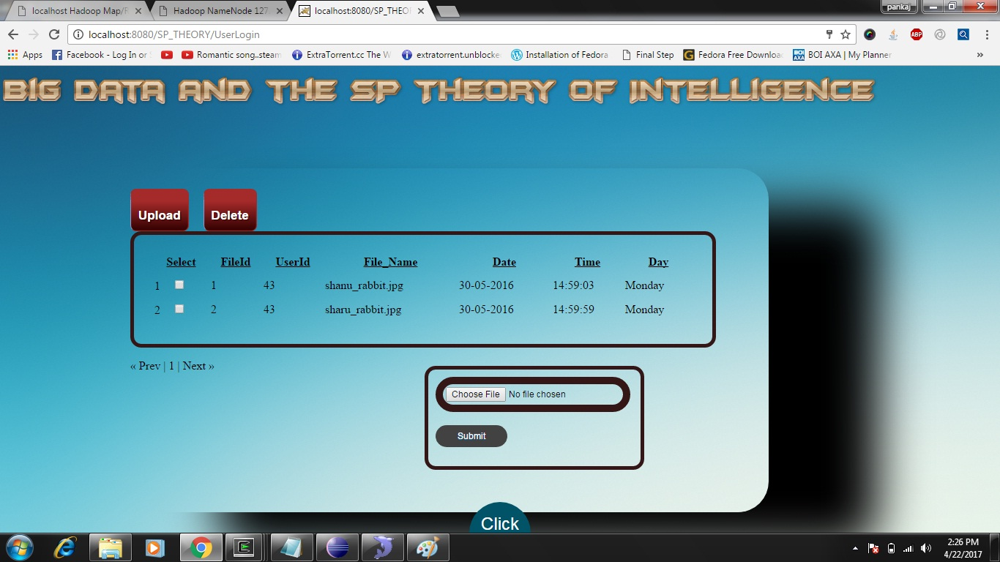 localhost Hadoop Map/R
Hadoop NameNode 127.
localhost:8080/SP_THEOR
pankaj
localhost:8080/SP_THEORY/UserLogin
ABP
Apps
Facebook - Log In or
Romantic song..steam
ExtraTorrent.cc The W
extratorrent.unblocke
Installation of Fedora
Final Step
Fedora Free Downloa
BOI AXA | My Planner
»
BIG DATA AND THE SP THEORY OF INTELLIGENCE
Upload Delete
Select FileId UserId File_Name Date Time Day
1 1 43 shanu_rabbit.jpg 30-05-2016 14:59:03 Monday
2 2 43 sharu_rabbit.jpg 30-05-2016 14:59:59 Monday
« Prev | 1 | Next »
Choose File No file chosen
Submit
Click
2:26 PM
4/22/2017